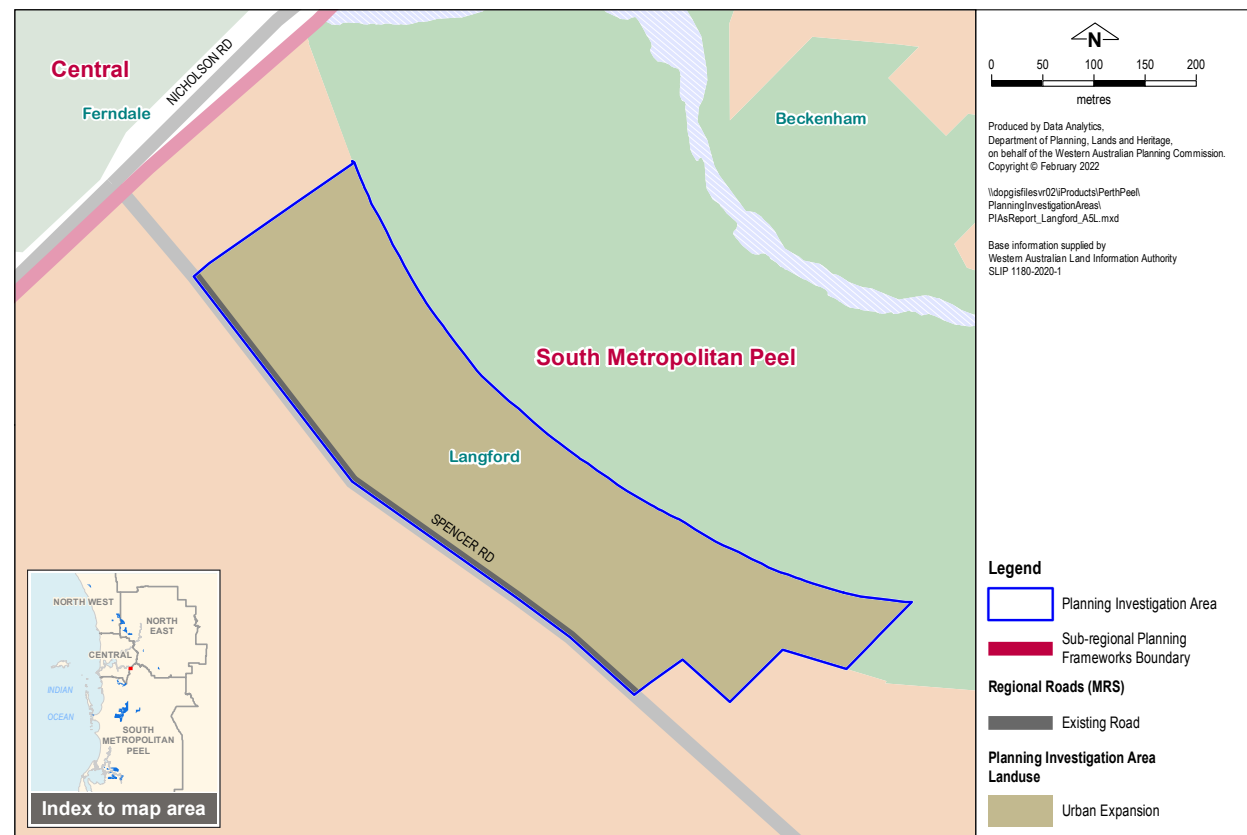 Central
Ferndale
NICHOLSON RD
Beckenham
South Metropolitan Peel
Langford
SPENCER RD
NORTH WEST
NORTH
EAST
CENTRAL
INDIAN
OCEAN
SOUTH
METROPOLITAN
PEEL
Index to map area
N
0 50 100 150 200
metres
Produced by Data Analytics,
Department of Planning, Lands and Heritage,
on behalf of the Western Australian Planning Commission.
Copyright © February 2022
\\dopgisfilesvr02\iProducts\PerthPeel\
PlanningInvestigationAreas\
PIAsReport_Langford_A5L.mxd
Base information supplied by
Western Australian Land Information Authority
SLIP 1180-2020-1
Legend
Planning Investigation Area
Sub-regional Planning
Frameworks Boundary
Regional Roads (MRS)
Existing Road
Planning Investigation Area
Landuse
Urban Expansion